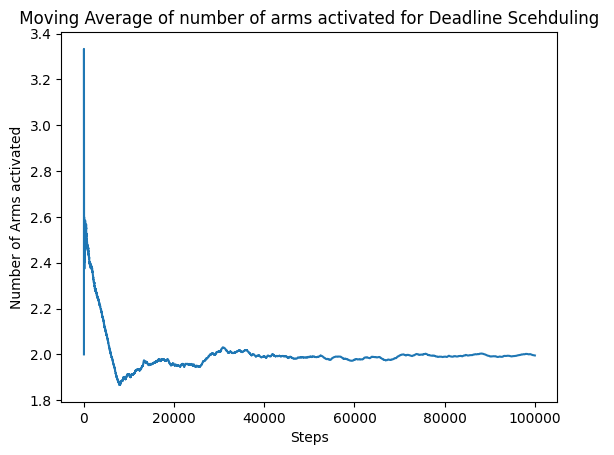 Moving Average of number of arms activated for Deadline Scehduling
3.4
3.2
3.0
2.8
2.6
2.4
2.2
2.0
1.8
Number of Arms activated
0 20000 40000 60000 80000 100000
Steps